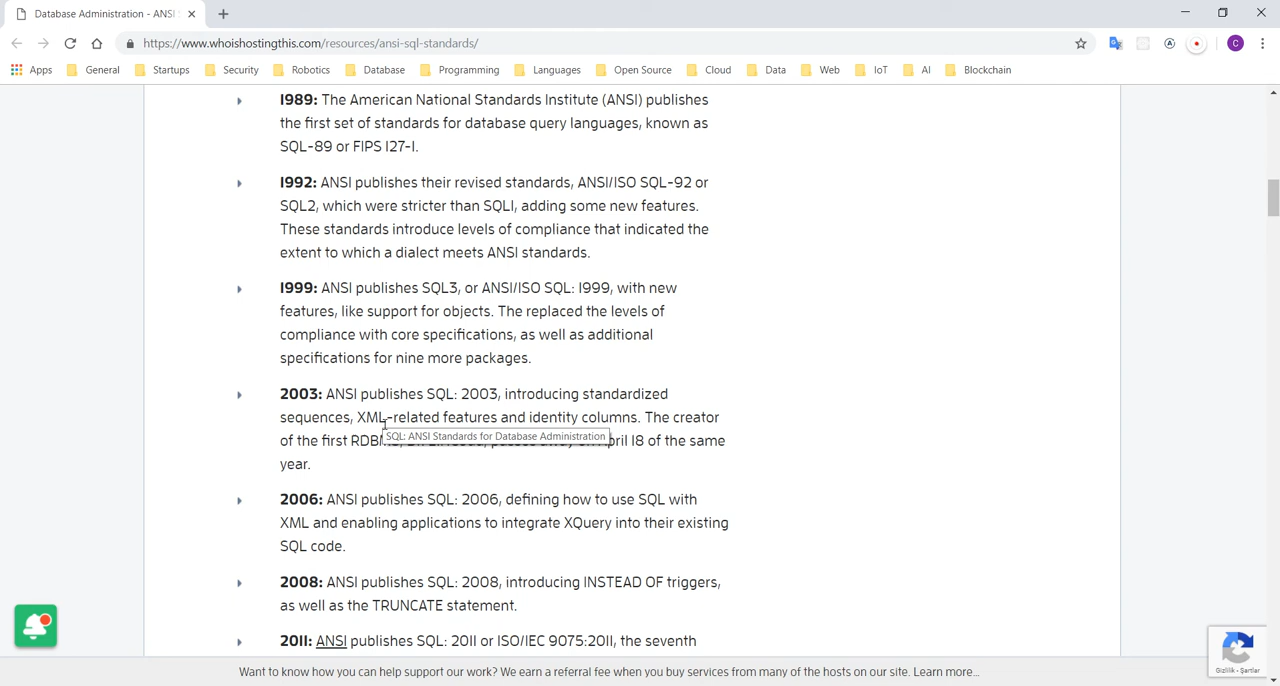 Database Administration - ANSI
https://www.whoishostingthis.com/resources/ansi-sql-standards/
C
Apps General Startups Security Robotics Database Programming Languages Open Source Cloud Data Web IoT AI Blockchain
1989: The American National Standards Institute (ANSI) publishes
the first set of standards for database query languages, known as
SQL-89 or FIPS 127-1.
1992: ANSI publishes their revised standards, ANSI/ISO SQL-92 or
SQL2, which were stricter than SQL1, adding some new features.
These standards introduce levels of compliance that indicated the
extent to which a dialect meets ANSI standards.
1999: ANSI publishes SQL3, or ANSI/ISO SQL: 1999, with new
features, like support for objects. The replaced the levels of
compliance with core specifications, as well as additional
specifications for nine more packages.
2003: ANSI publishes SQL: 2003, introducing standardized
sequences, XML-related features and identity columns. The creator
of the first April 18 of the same
SQL: ANSI Standards for Database Administration
year.
2006: ANSI publishes SQL: 2006, defining how to use SQL with
XML and enabling applications to integrate XQuery into their existing
SQL code.
2008: ANSI publishes SQL: 2008, introducing INSTEAD OF triggers,
as well as the TRUNCATE statement.
2011: ANSI publishes SQL: 2011 or ISO/IEC 9075:2011, the seventh
Gizlilik - Şartlar
Want to know how you can help support our work? We earn a referral fee when you buy services from many of the hosts on our site. Learn more...